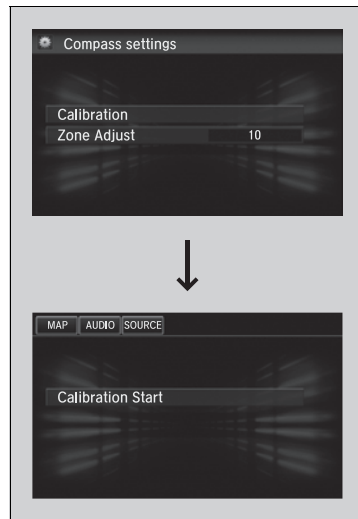 Compass settings
Calibration
Zone Adjust 10
MAP AUDIO SOURCE
Calibration Start